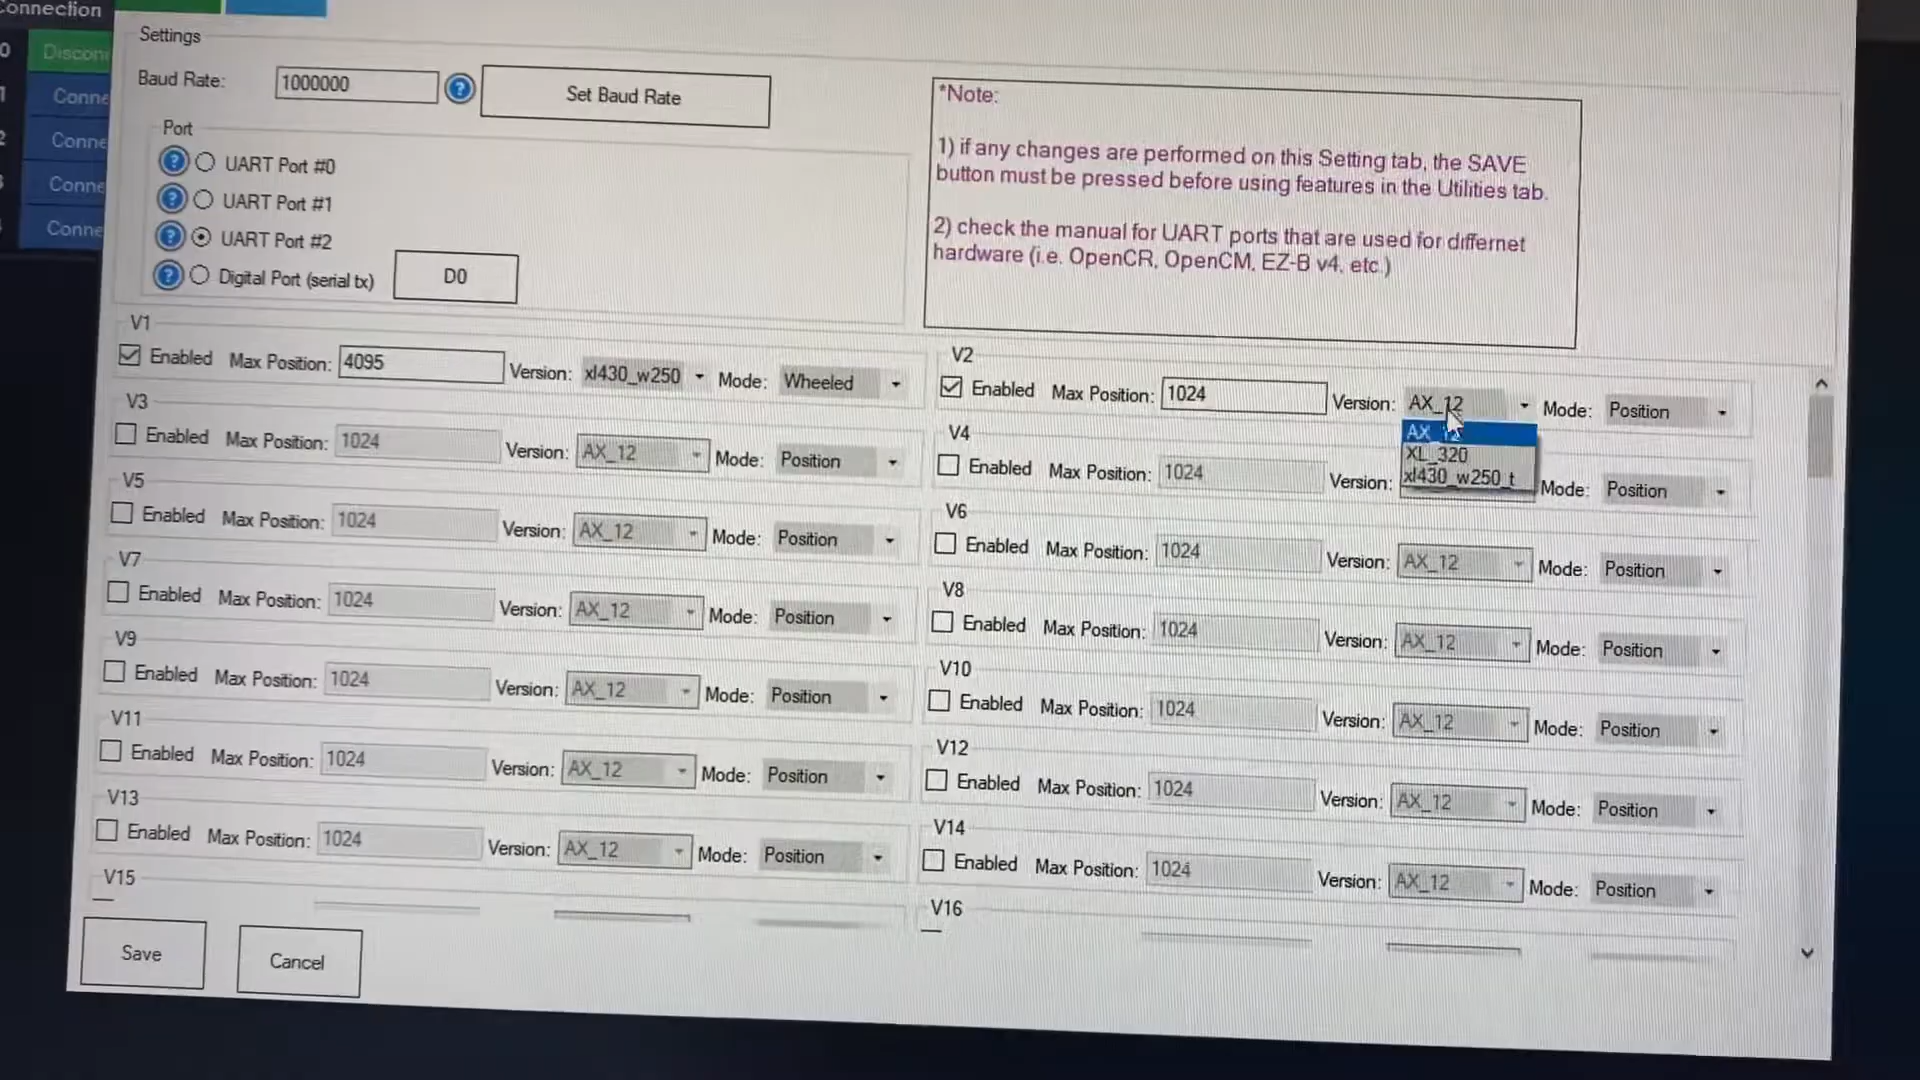 Connection
Settings
0
Baud Rate:
1000000
?
Set Baud Rate
*Note:
1) if any changes are performed on this Setting tab, the SAVE
button must be pressed before using features in the Utilities tab.
2) check the manual for UART ports that are used for differnet
hardware (i.e. OpenCR, OpenCM, EZ-B v4, etc.)
1
Conne
2
Conne
Conne
Conne
Port
? UART Port #0
? UART Port #1
? UART Port #2
? Digital Port (serial tx)
D0
V1
Enabled Max Position: 4095 Version: xl430_w250 Mode: Wheeled
V2
Enabled Max Position: 1024 Version: AX_12 Mode: Position
AX_12
XL_320
xl430_w250_t
V3
Enabled Max Position: 1024 Version: AX_12 Mode: Position
V4
Enabled Max Position: 1024 Version: Mode: Position
V5
Enabled Max Position: 1024 Version: AX_12 Mode: Position
V6
Enabled Max Position: 1024 Version: AX_12 Mode: Position
V7
Enabled Max Position: 1024 Version: AX_12 Mode: Position
V8
Enabled Max Position: 1024 Version: AX_12 Mode: Position
V9
Enabled Max Position: 1024 Version: AX_12 Mode: Position
V10
Enabled Max Position: 1024 Version: AX_12 Mode: Position
V11
Enabled Max Position: 1024 Version: AX_12 Mode: Position
V12
Enabled Max Position: 1024 Version: AX_12 Mode: Position
V13
Enabled Max Position: 1024 Version: AX_12 Mode: Position
V14
Enabled Max Position: 1024 Version: AX_12 Mode: Position
V15
V16
Save
Cancel